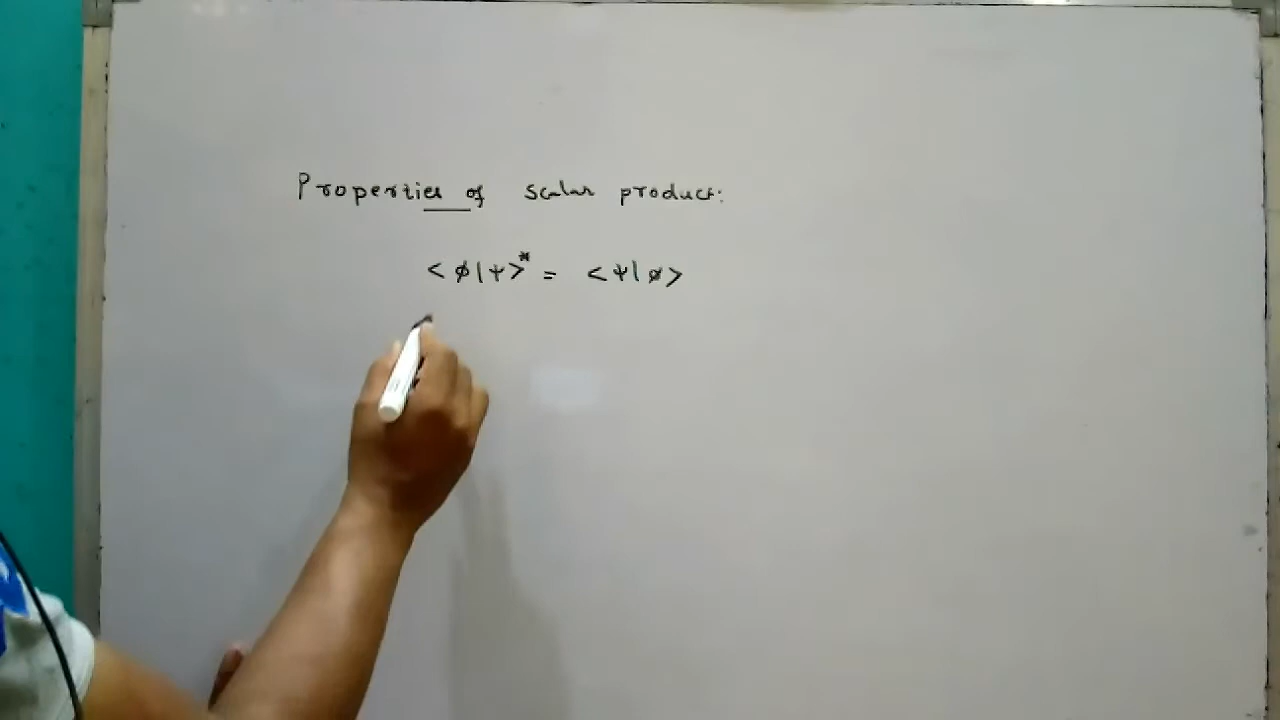 Properties of scalar product:
<ϕ|ψ>* = <ψ|ϕ>